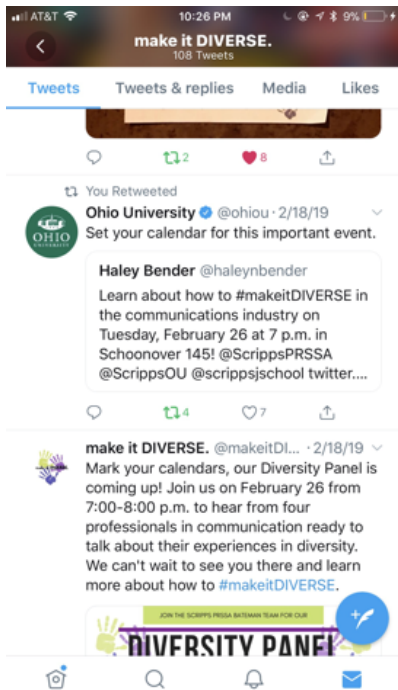 AT&T 10:26 PM 9%
make it DIVERSE.
108 Tweets
Tweets Tweets & replies Media Likes
2 8
You Retweeted
Ohio University @ohiou · 2/18/19
OHIO
UNIVERSITY
Set your calendar for this important event.
Haley Bender @haleynbender
Learn about how to #makeitDIVERSE in
the communications industry on
Tuesday, February 26 at 7 p.m. in
Schoonover 145! @ScrippsPRSSA
@ScrippsOU @scrippsjschool twitter....
4 7
make it DIVERSE. @makeitDI... · 2/18/19
Mark your calendars, our Diversity Panel is
coming up! Join us on February 26 from
7:00-8:00 p.m. to hear from four
professionals in communication ready to
talk about their experiences in diversity.
We can't wait to see you there and learn
more about how to #makeitDIVERSE.
JOIN THE SCRIPPS PRSSA BATEMAN TEAM FOR OUR
DIVERSITY PANEL